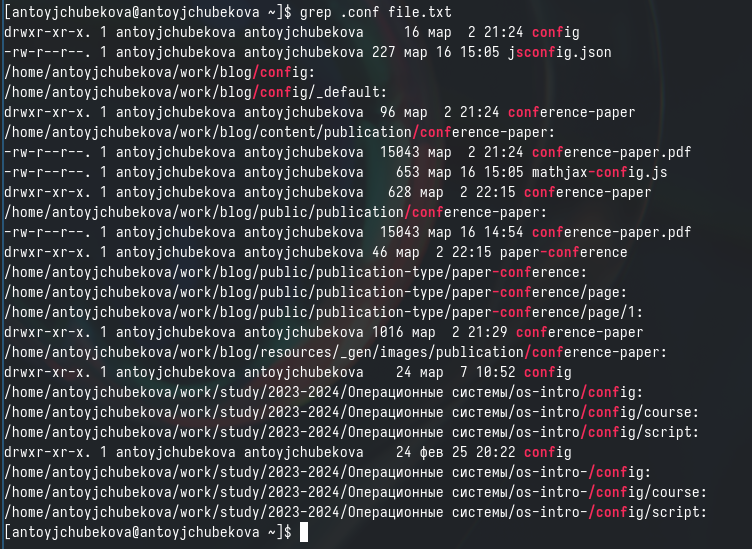 [antoyjchubekova@antoyjchubekova ~]$ grep .conf file.txt
drwxr-xr-x. 1 antoyjchubekova antoyjchubekova     16 мар  2 21:24 config
-rw-r--r--. 1 antoyjchubekova antoyjchubekova 227 мар 16 15:05 jsconfig.json
/home/antoyjchubekova/work/blog/config:
/home/antoyjchubekova/work/blog/config/_default:
drwxr-xr-x. 1 antoyjchubekova antoyjchubekova  96 мар  2 21:24 conference-paper
/home/antoyjchubekova/work/blog/content/publication/conference-paper:
-rw-r--r--. 1 antoyjchubekova antoyjchubekova  15043 мар  2 21:24 conference-paper.pdf
-rw-r--r--. 1 antoyjchubekova antoyjchubekova    653 мар 16 15:05 mathjax-config.js
drwxr-xr-x. 1 antoyjchubekova antoyjchubekova   628 мар  2 22:15 conference-paper
/home/antoyjchubekova/work/blog/public/publication/conference-paper:
-rw-r--r--. 1 antoyjchubekova antoyjchubekova  15043 мар 16 14:54 conference-paper.pdf
drwxr-xr-x. 1 antoyjchubekova antoyjchubekova 46 мар  2 22:15 paper-conference
/home/antoyjchubekova/work/blog/public/publication-type/paper-conference:
/home/antoyjchubekova/work/blog/public/publication-type/paper-conference/page:
/home/antoyjchubekova/work/blog/public/publication-type/paper-conference/page/1:
drwxr-xr-x. 1 antoyjchubekova antoyjchubekova 1016 мар  2 21:29 conference-paper
/home/antoyjchubekova/work/blog/resources/_gen/images/publication/conference-paper:
drwxr-xr-x. 1 antoyjchubekova antoyjchubekova    24 мар  7 10:52 config
/home/antoyjchubekova/work/study/2023-2024/Операционные системы/os-intro/config:
/home/antoyjchubekova/work/study/2023-2024/Операционные системы/os-intro/config/course:
/home/antoyjchubekova/work/study/2023-2024/Операционные системы/os-intro/config/script:
drwxr-xr-x. 1 antoyjchubekova antoyjchubekova    24 фев 25 20:22 config
/home/antoyjchubekova/work/study/2023-2024/Операционные системы/os-intro-/config:
/home/antoyjchubekova/work/study/2023-2024/Операционные системы/os-intro-/config/course:
/home/antoyjchubekova/work/study/2023-2024/Операционные системы/os-intro-/config/script:
[antoyjchubekova@antoyjchubekova ~]$